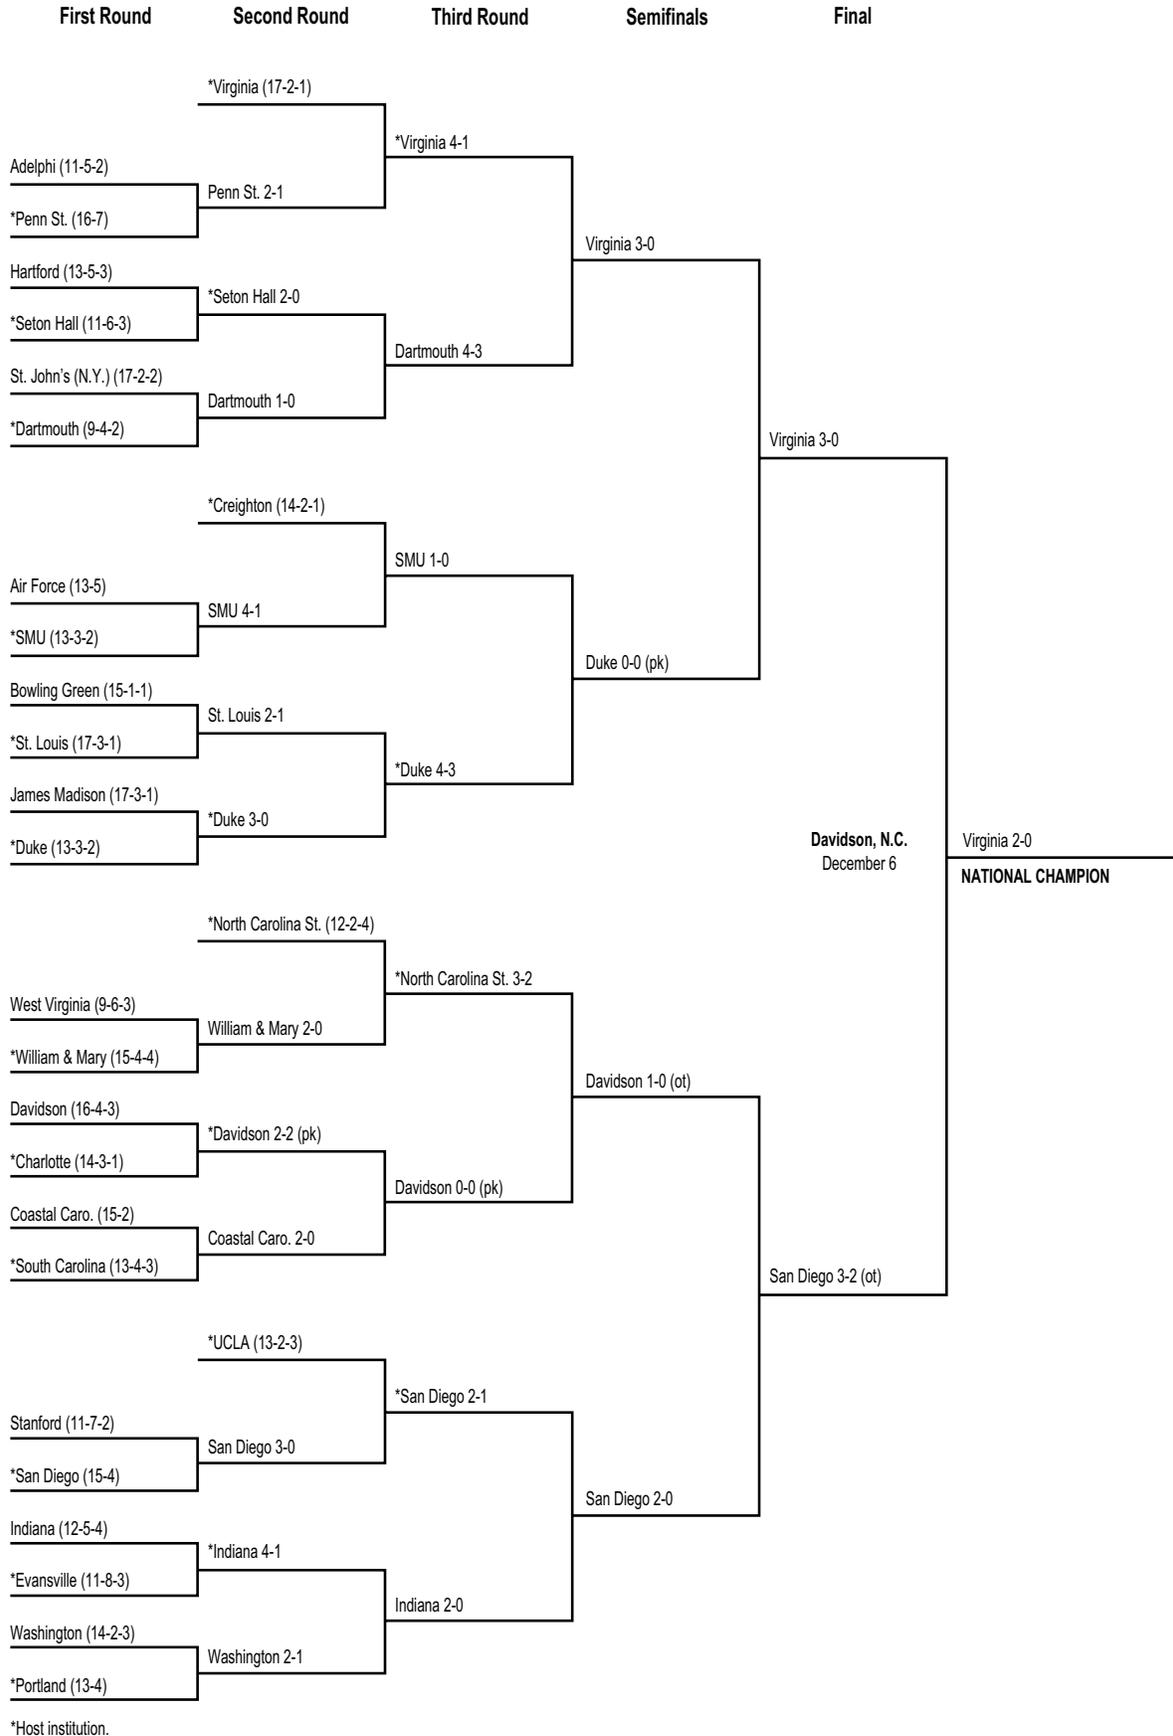 First Round
Second Round
Third Round
Semifinals
Final
*Virginia (17-2-1)
*Virginia 4-1
Adelphi (11-5-2)
Penn St. 2-1
*Penn St. (16-7)
Virginia 3-0
Hartford (13-5-3)
*Seton Hall 2-0
*Seton Hall (11-6-3)
Dartmouth 4-3
St. John's (N.Y.) (17-2-2)
Dartmouth 1-0
*Dartmouth (9-4-2)
Virginia 3-0
*Creighton (14-2-1)
SMU 1-0
Air Force (13-5)
SMU 4-1
*SMU (13-3-2)
Duke 0-0 (pk)
Bowling Green (15-1-1)
St. Louis 2-1
*St. Louis (17-3-1)
*Duke 4-3
James Madison (17-3-1)
*Duke 3-0
*Duke (13-3-2)
Davidson, N.C.
December 6
Virginia 2-0
NATIONAL CHAMPION
*North Carolina St. (12-2-4)
*North Carolina St. 3-2
West Virginia (9-6-3)
William & Mary 2-0
*William & Mary (15-4-4)
Davidson 1-0 (ot)
Davidson (16-4-3)
*Davidson 2-2 (pk)
*Charlotte (14-3-1)
Davidson 0-0 (pk)
Coastal Caro. (15-2)
Coastal Caro. 2-0
*South Carolina (13-4-3)
San Diego 3-2 (ot)
*UCLA (13-2-3)
*San Diego 2-1
Stanford (11-7-2)
San Diego 3-0
*San Diego (15-4)
San Diego 2-0
Indiana (12-5-4)
*Indiana 4-1
*Evansville (11-8-3)
Indiana 2-0
Washington (14-2-3)
Washington 2-1
*Portland (13-4)
*Host institution.